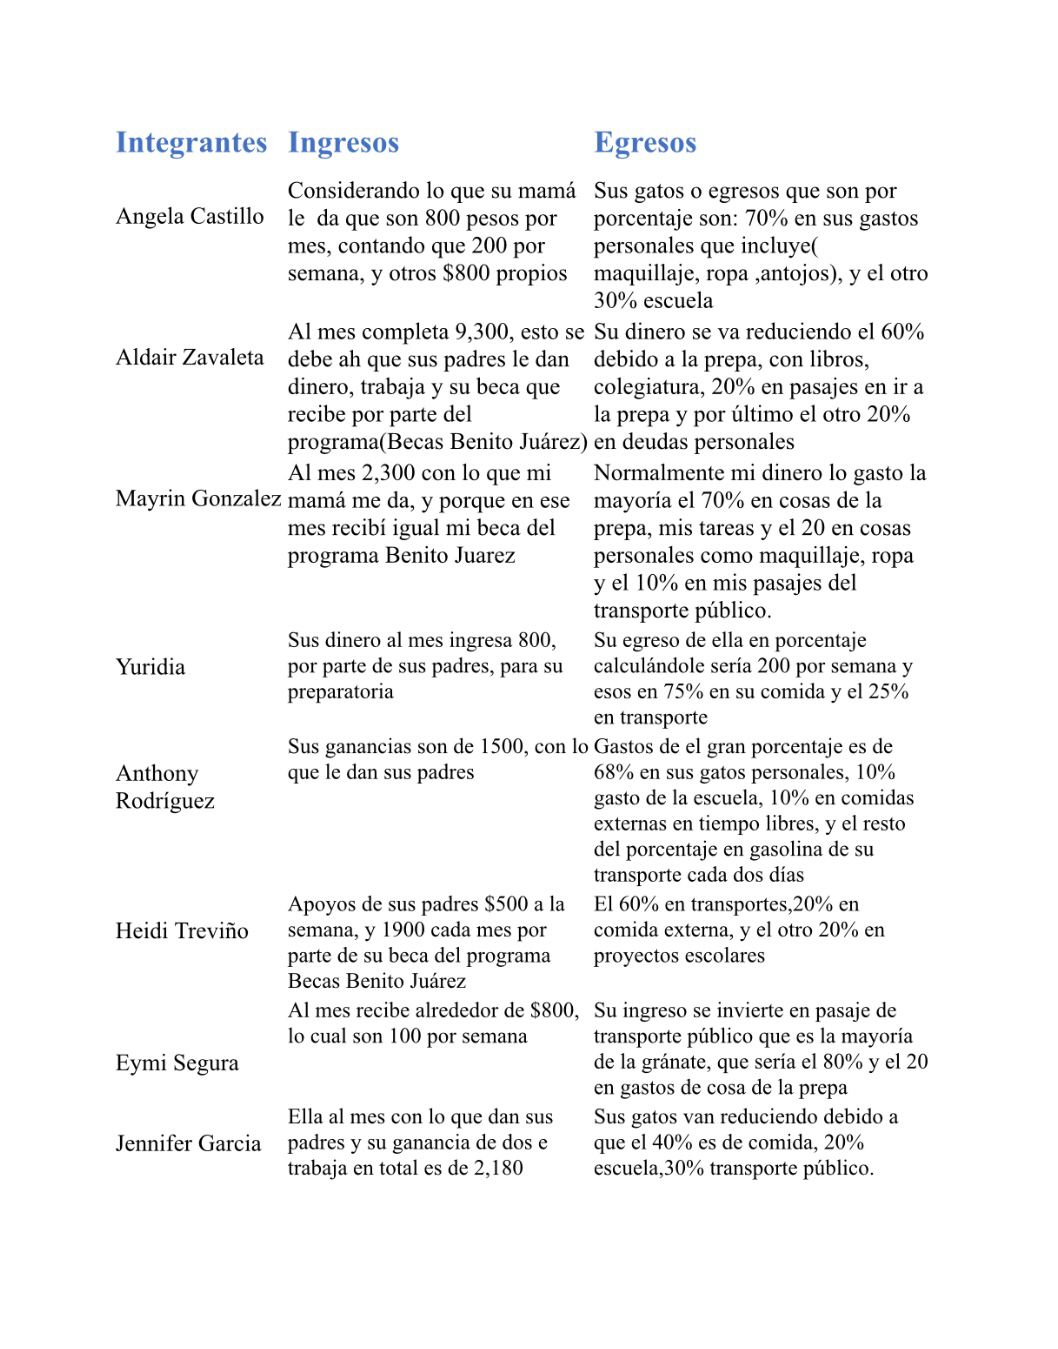 Integrantes Ingresos Egresos
Angela Castillo
Considerando lo que su mamá
le  da que son 800 pesos por
mes, contando que 200 por
semana, y otros $800 propios
Sus gatos o egresos que son por
porcentaje son: 70% en sus gastos
personales que incluye(
maquillaje, ropa ,antojos), y el otro
30% escuela
Aldair Zavaleta
Al mes completa 9,300, esto se
debe ah que sus padres le dan
dinero, trabaja y su beca que
recibe por parte del
programa(Becas Benito Juárez)
Su dinero se va reduciendo el 60%
debido a la prepa, con libros,
colegiatura, 20% en pasajes en ir a
la prepa y por último el otro 20%
en deudas personales
Mayrin Gonzalez
Al mes 2,300 con lo que mi
mamá me da, y porque en ese
mes recibí igual mi beca del
programa Benito Juarez
Normalmente mi dinero lo gasto la
mayoría el 70% en cosas de la
prepa, mis tareas y el 20 en cosas
personales como maquillaje, ropa
y el 10% en mis pasajes del
transporte público.
Yuridia
Sus dinero al mes ingresa 800,
por parte de sus padres, para su
preparatoria
Su egreso de ella en porcentaje
calculándole sería 200 por semana y
esos en 75% en su comida y el 25%
en transporte
Anthony
Rodríguez
Sus ganancias son de 1500, con lo
que le dan sus padres
Gastos de el gran porcentaje es de
68% en sus gatos personales, 10%
gasto de la escuela, 10% en comidas
externas en tiempo libres, y el resto
del porcentaje en gasolina de su
transporte cada dos días
Heidi Treviño
Apoyos de sus padres $500 a la
semana, y 1900 cada mes por
parte de su beca del programa
Becas Benito Juárez
El 60% en transportes,20% en
comida externa, y el otro 20% en
proyectos escolares
Eymi Segura
Al mes recibe alrededor de $800,
lo cual son 100 por semana
Su ingreso se invierte en pasaje de
transporte público que es la mayoría
de la gránate, que sería el 80% y el 20
en gastos de cosa de la prepa
Jennifer Garcia
Ella al mes con lo que dan sus
padres y su ganancia de dos e
trabaja en total es de 2,180
Sus gatos van reduciendo debido a
que el 40% es de comida, 20%
escuela,30% transporte público.